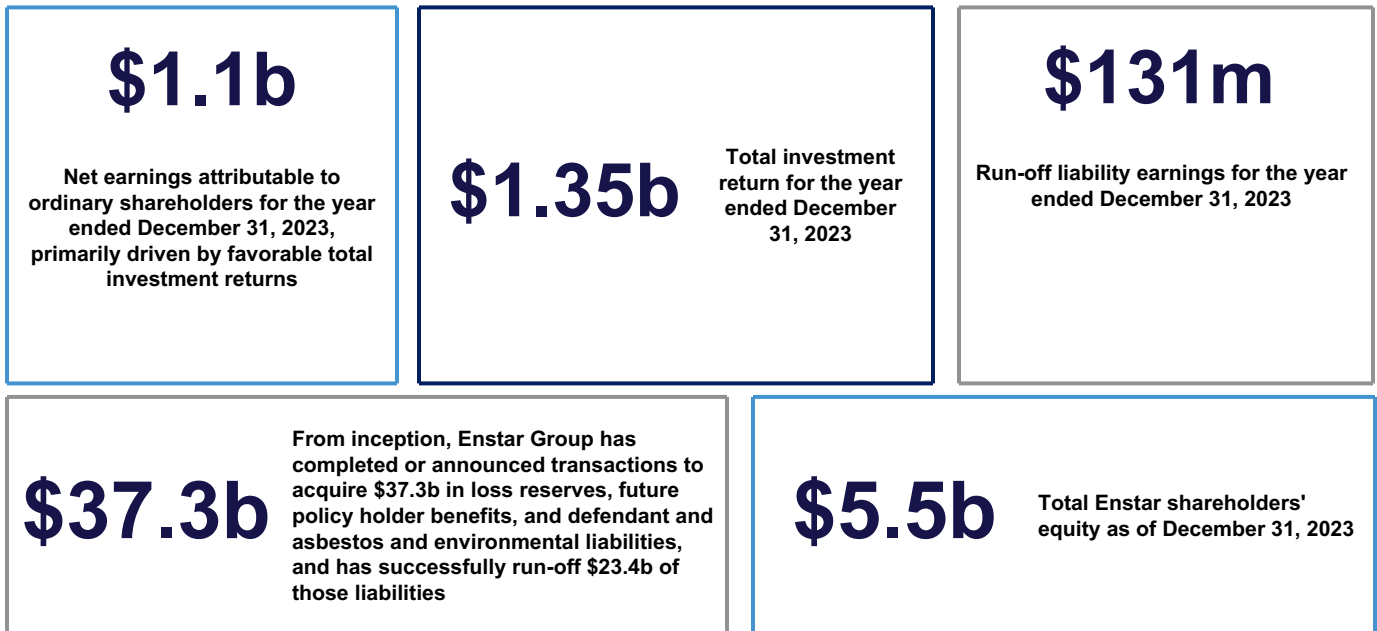 $1.1b
Net earnings attributable to
ordinary shareholders for the year
ended December 31, 2023,
primarily driven by favorable total
investment returns
$1.35b
Total investment
return for the year
ended December
31, 2023
$131m
Run-off liability earnings for the year
ended December 31, 2023
$37.3b
From inception, Enstar Group has
completed or announced transactions to
acquire $37.3b in loss reserves, future
policy holder benefits, and defendant and
asbestos and environmental liabilities,
and has successfully run-off $23.4b of
those liabilities
$5.5b
Total Enstar shareholders'
equity as of December 31, 2023